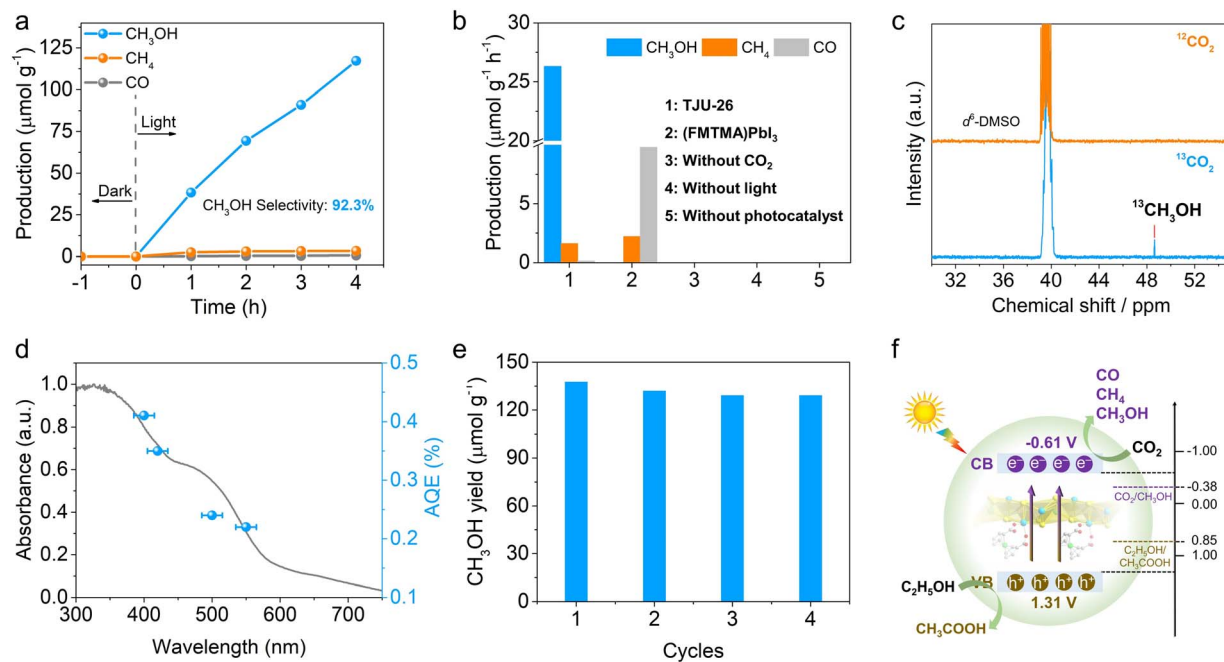 a
CH₃OH
CH₄
CO
Light
Dark
CH₃OH Selectivity: 92.3%
Production (μmol g⁻¹)
125
100
75
50
25
0
-1 0 1 2 3 4
Time (h)
b
CH₃OH CH₄ CO
1: TJU-26
2: (FMTMA)PbI₃
3: Without CO₂
4: Without light
5: Without photocatalyst
Production (μmol g⁻¹ h⁻¹)
30
25
20
5
0
1 2 3 4 5
c
¹²CO₂
d⁶-DMSO
¹³CO₂
¹³CH₃OH
Intensity (a.u.)
32 36 40 44 48 52
Chemical shift / ppm
d
Absorbance (a.u.)
1.0
0.8
0.6
0.4
0.2
0.0
0.5
0.4
0.3
0.2
0.1
AQE (%)
300 400 500 600 700
Wavelength (nm)
e
CH₃OH yield (μmol g⁻¹)
150
120
90
60
30
0
1 2 3 4
Cycles
f
CO
CH₄
CH₃OH
CO₂
-0.61 V
CB
e⁻ e⁻ e⁻ e⁻
-1.00
-0.38
CO₂/CH₃OH
0.00
0.85
C₂H₅OH/
CH₃COOH
1.00
C₂H₅OH
VB
h⁺ h⁺ h⁺ h⁺
1.31 V
CH₃COOH